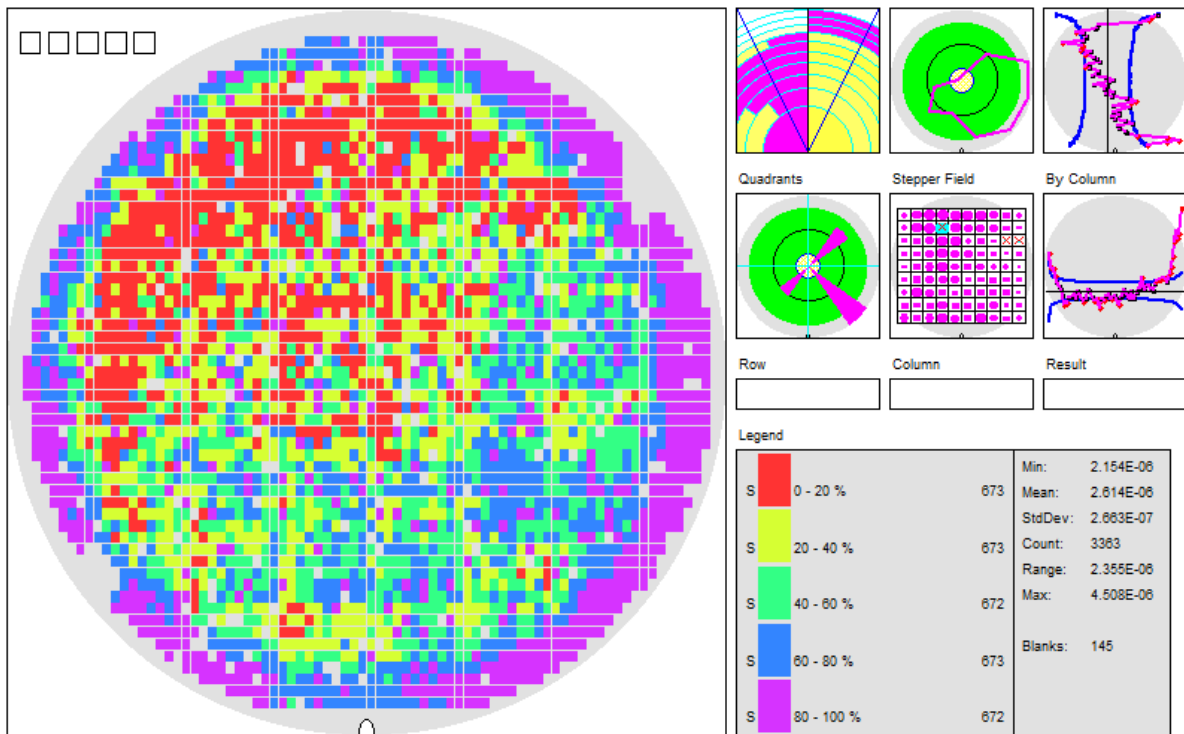 Quadrants Stepper Field By Column
Row Column Result
Legend
S 0 - 20 % 673
S 20 - 40 % 673
S 40 - 60 % 672
S 60 - 80 % 673
S 80 - 100 % 672
Min: 2.154E-06
Mean: 2.614E-06
StdDev: 2.663E-07
Count: 3363
Range: 2.355E-06
Max: 4.508E-06
Blanks: 145